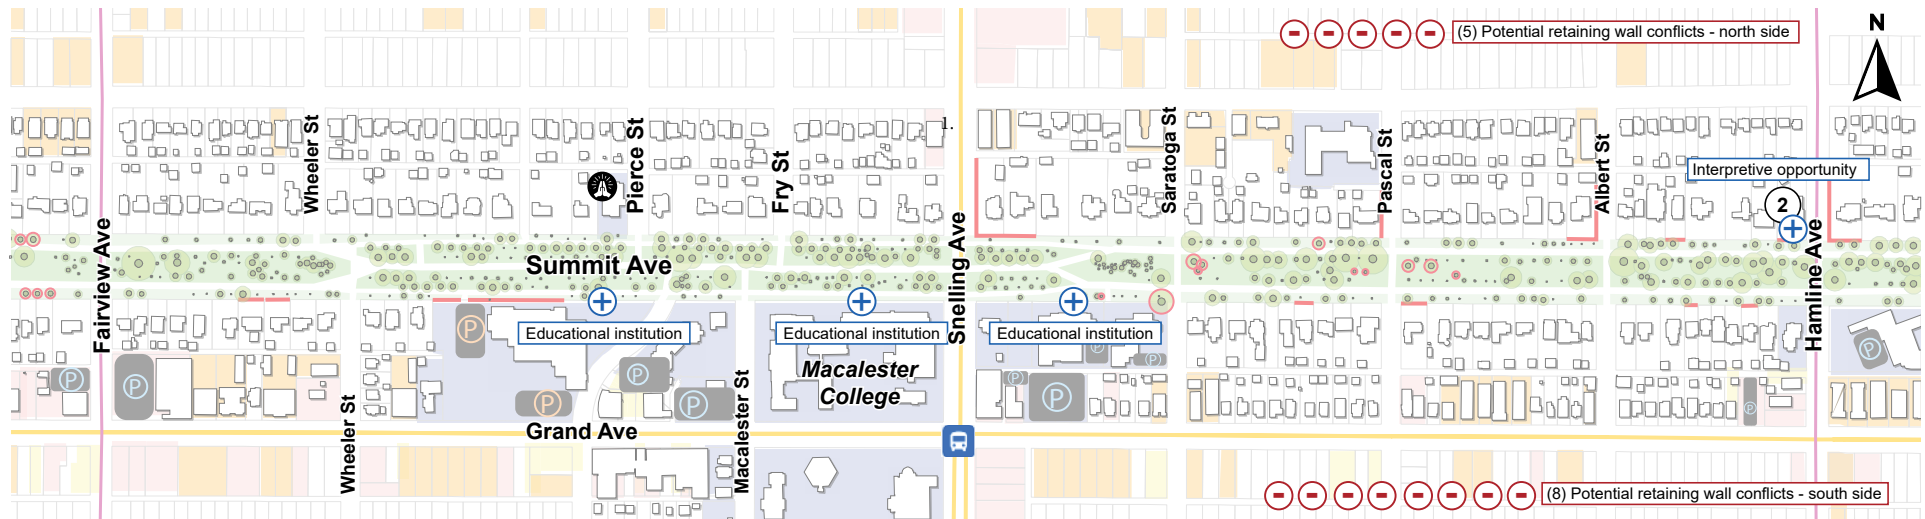 (5) Potential retaining wall conflicts - north side
N
1.
Wheeler St
Pierce St
Fry St
Saratoga St
Pascal St
Albert St
Interpretive opportunity
2
Fairview Ave
Summit Ave
Snelling Ave
Hamline Ave
Educational institution
Educational institution
Educational institution
P
P
P
P
P
P
P
P
P
P
P
P
Macalester
College
Wheeler St
Grand Ave
Macalester St
(8) Potential retaining wall conflicts - south side